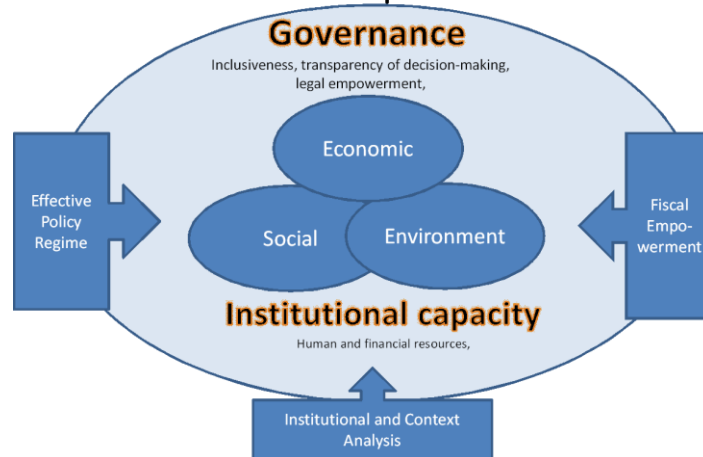 Governance
Inclusiveness, transparency of decision-making,
legal empowerment,
Economic
Effective
Policy
Regime
Social
Environment
Fiscal
Empo-
werment
Institutional capacity
Human and financial resources,
Institutional and Context
Analysis